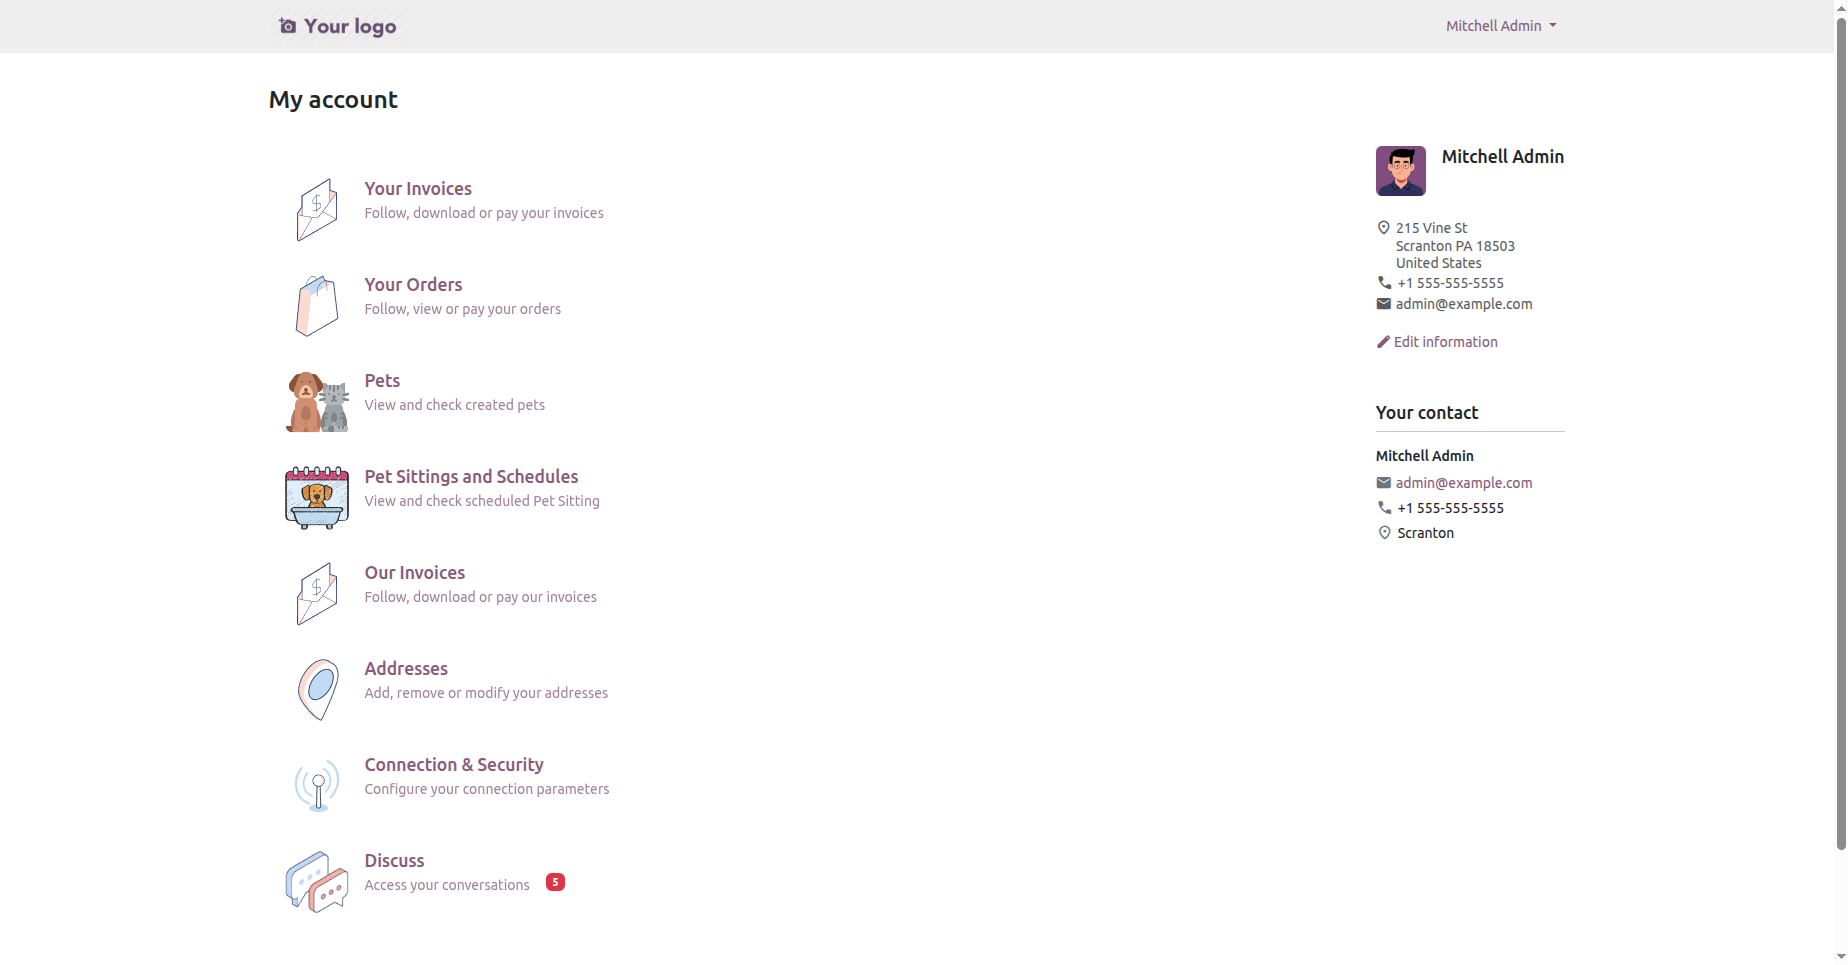 Your logo
Mitchell Admin
My account
Your Invoices
Follow, download or pay your invoices
Your Orders
Follow, view or pay your orders
Pets
View and check created pets
Pet Sittings and Schedules
View and check scheduled Pet Sitting
Our Invoices
Follow, download or pay our invoices
Addresses
Add, remove or modify your addresses
Connection & Security
Configure your connection parameters
Discuss
Access your conversations 5
Mitchell Admin
215 Vine St
Scranton PA 18503
United States
+1 555-555-5555
admin@example.com
Edit information
Your contact
Mitchell Admin
admin@example.com
+1 555-555-5555
Scranton